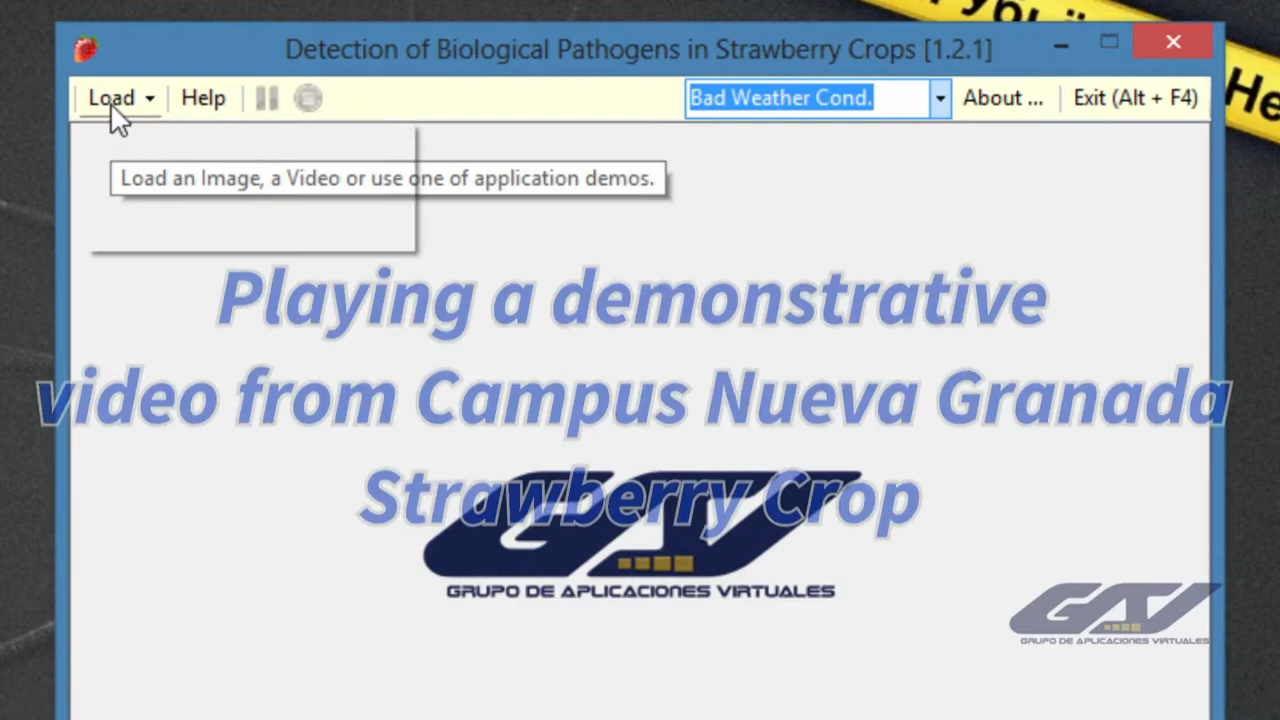 Detection of Biological Pathogens in Strawberry Crops [1.2.1]
Load
Help
Bad Weather Cond.
About ...
Exit (Alt + F4)
Load an Image, a Video or use one of application demos.
Playing a demonstrative
video from Campus Nueva Granada
Strawberry Crop
GAV
GRUPO DE APLICACIONES VIRTUALES
GAV
GRUPO DE APLICACIONES VIRTUALES